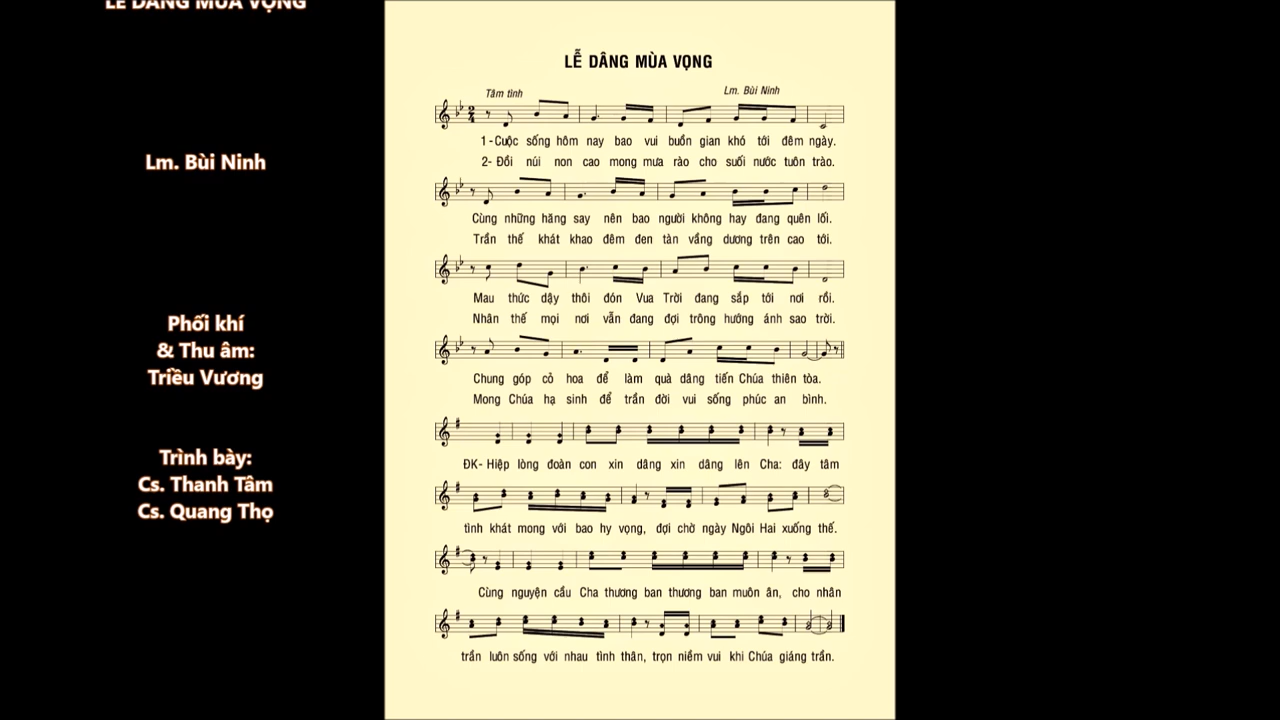 LỄ DÂNG MÙA VỌNG
Lm. Bùi Ninh
Phối khí
& Thu âm:
Triều Vương
Trình bày:
Cs. Thanh Tâm
Cs. Quang Thọ
LỄ DÂNG MÙA VỌNG
Tâm tình
Lm. Bùi Ninh
1 -Cuộc sống hôm nay bao vui buồn gian khó tới đêm ngày.
2- Đồi núi non cao mong mưa rào cho suối nước tuôn trào.
Cùng những hăng say nên bao người không hay đang quên lối.
Trần thế khát khao đêm đen tàn vầng dương trên cao tới.
Mau thức dậy thôi đón Vua Trời đang sắp tới nơi rồi.
Nhân thế mọi nơi vẫn đang đợi trông hướng ánh sao trời.
Chung góp cỏ hoa để làm quà dâng tiến Chúa thiên tòa.
Mong Chúa hạ sinh để trần đời vui sống phúc an bình.
ĐK- Hiệp lòng đoàn con xin dâng xin dâng lên Cha: đây tâm
tình khát mong với bao hy vọng, đợi chờ ngày Ngôi Hai xuống thế.
Cùng nguyện cầu Cha thương ban thương ban muôn ân, cho nhân
trần luôn sống với nhau tình thân, trọn niềm vui khi Chúa giáng trần.